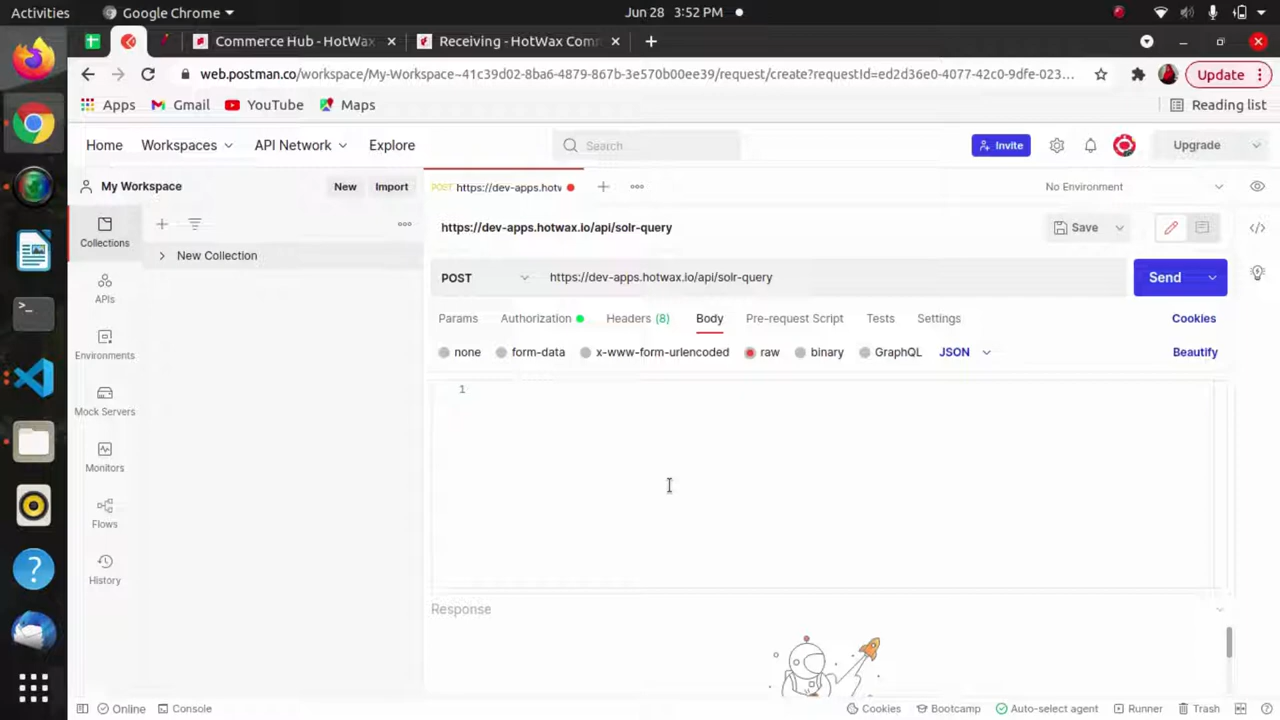 Activities
Google Chrome
Jun 28 3:52 PM
Commerce Hub - HotWax
Receiving - HotWax Com
web.postman.co/workspace/My-Workspace~41c39d02-8ba6-4879-867b-3e570b00ee39/request/create?requestId=ed2d36e0-4077-42c0-9dfe-023...
Update
Apps
Gmail
YouTube
Maps
Reading list
Home
Workspaces
API Network
Explore
Search
Invite
Upgrade
My Workspace
New
Import
POST https://dev-apps.hotw
No Environment
Collections
New Collection
https://dev-apps.hotwax.io/api/solr-query
Save
POST
https://dev-apps.hotwax.io/api/solr-query
Send
APIs
Params
Authorization
Headers (8)
Body
Pre-request Script
Tests
Settings
Cookies
Environments
none
form-data
x-www-form-urlencoded
raw
binary
GraphQL
JSON
Beautify
1
Mock Servers
Monitors
Flows
History
Response
Online
Console
Cookies
Bootcamp
Auto-select agent
Runner
Trash